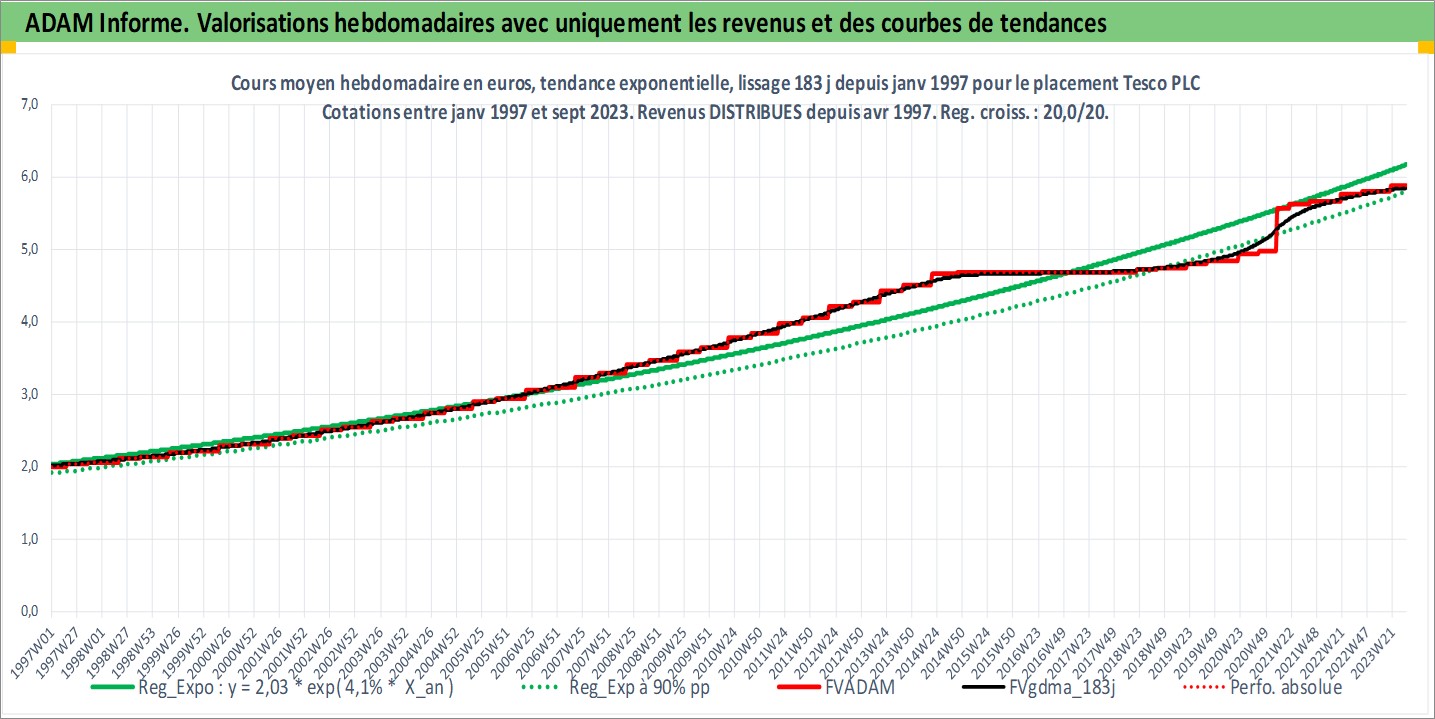 ADAM Informe. Valorisations hebdomadaires avec uniquement les revenus et des courbes de tendances
Cours moyen hebdomadaire en euros, tendance exponentielle, lissage 183 j depuis janv 1997 pour le placement Tesco PLC
Cotations entre janv 1997 et sept 2023. Revenus DISTRIBUES depuis avr 1997. Reg. croiss. : 20,0/20.
7,0
6,0
5,0
4,0
3,0
2,0
1,0
0,0
1997W01
1997W27
1998W01
1998W27
1998W53
1999W26
1999W52
2000W26
2000W52
2001W26
2001W52
2002W26
2002W52
2003W26
2003W52
2004W26
2004W52
2005W25
2005W51
2006W25
2006W51
2007W25
2007W51
2008W25
2008W51
2009W25
2009W51
2010W24
2010W50
2011W24
2011W50
2012W24
2012W50
2013W24
2013W50
2014W24
2014W50
2015W24
2015W50
2016W23
2016W49
2017W23
2017W49
2018W23
2018W49
2019W23
2019W49
2020W23
2020W49
2021W22
2021W48
2022W21
2022W47
2023W21
Reg_Expo : y = 2,03 * exp( 4,1% * X_an )
Reg_Exp à 90% pp
FVADAM
FVgdma_183j
Perfo. absolue